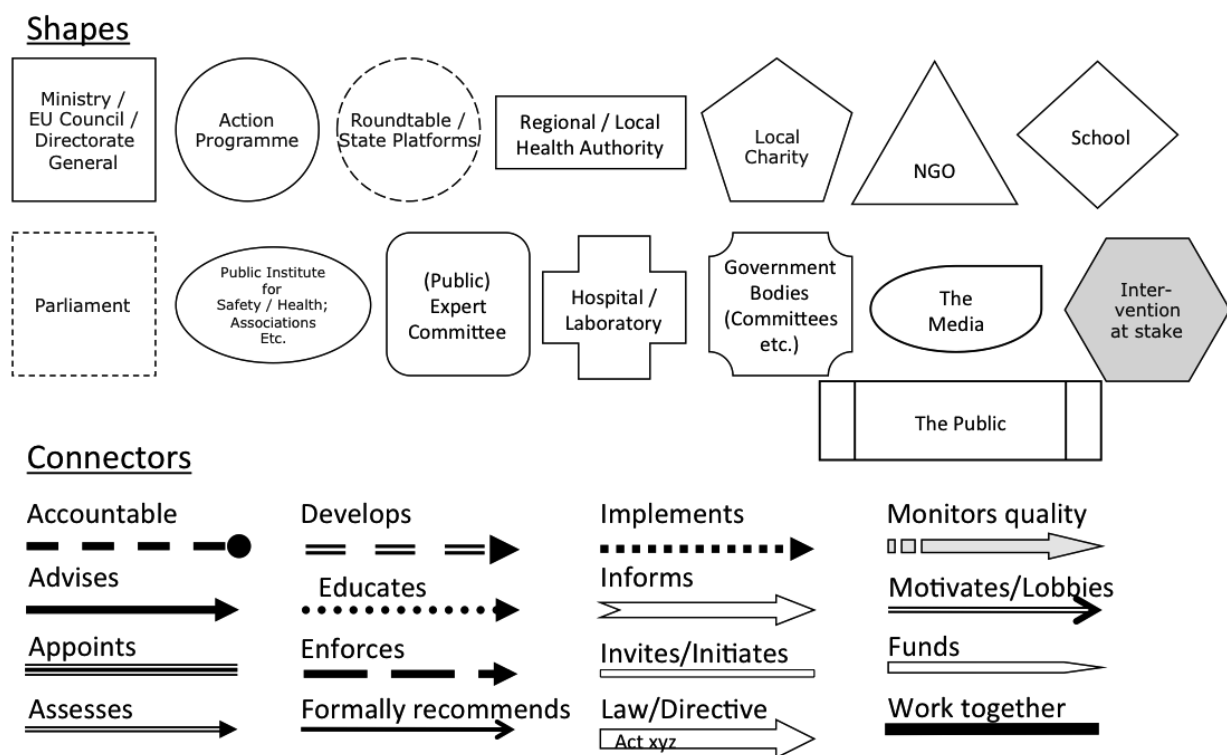 Shapes
Ministry /
EU Council /
Directorate
General
Action
Programme
Roundtable /
State Platforms
Regional / Local
Health Authority
Local
Charity
NGO
School
Parliament
Public Institute
for
Safety / Health;
Associations
Etc.
(Public)
Expert
Committee
Hospital /
Laboratory
Government
Bodies
(Committees
etc.)
The
Media
Inter-
vention
at stake
The Public
Connectors
Accountable
Develops
Implements
Monitors quality
Advises
Educates
Informs
Motivates/Lobbies
Appoints
Enforces
Invites/Initiates
Funds
Assesses
Formally recommends
Law/Directive
Work together
Act xyz